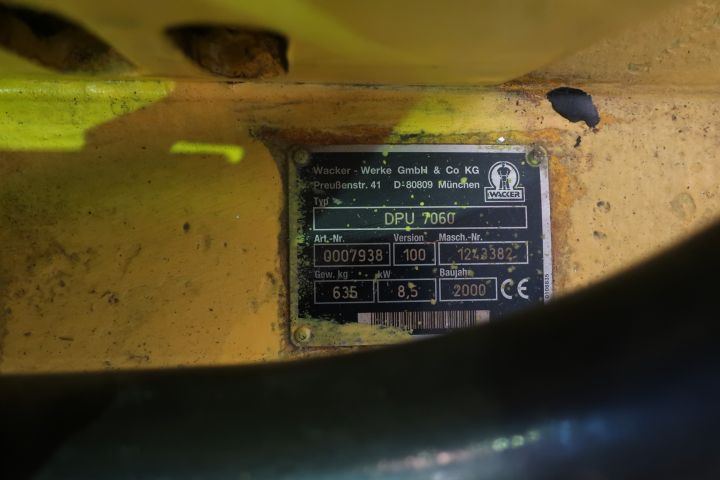 Wacker - Werke GmbH & Co KG
Preußenstr. 41 D-80809 München
WACKER
Typ
DPU 7060
Art.-Nr. Version Masch.-Nr.
0007938 100 1243382
Gew. kg kW Baujahr
635 8,5 2000 CE